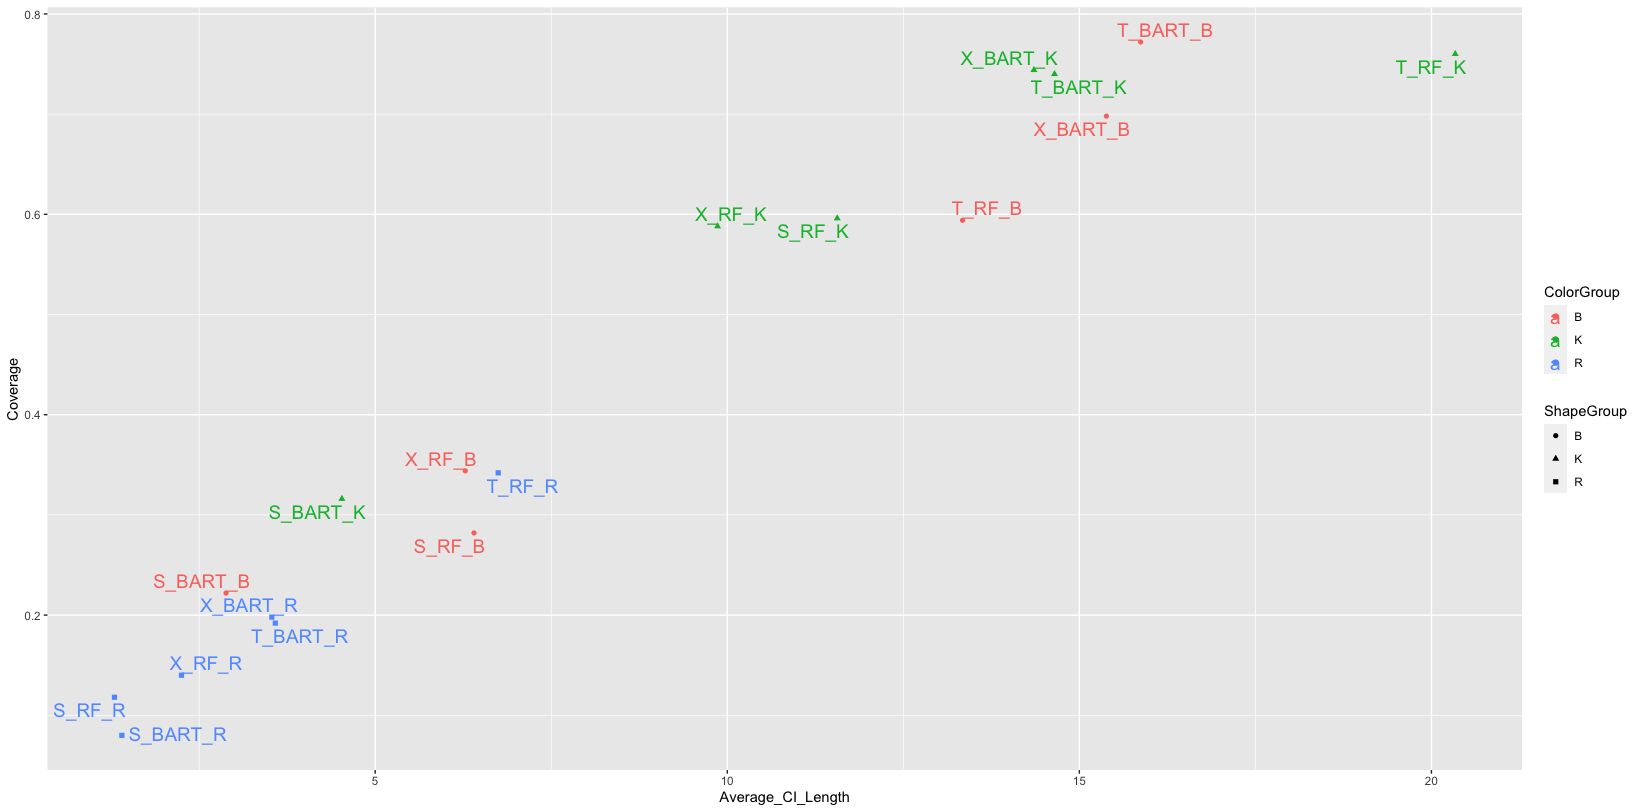 0.8
T_BART_B
X_BART_K
T_RF_K
T_BART_K
X_BART_B
0.6
X_RF_K
T_RF_B
S_RF_K
ColorGroup
a B
a K
a R
Coverage
0.4
ShapeGroup
B
K
R
X_RF_B
T_RF_R
S_BART_K
S_RF_B
S_BART_B
X_BART_R
0.2
T_BART_R
X_RF_R
S_RF_R
S_BART_R
5
10
15
20
Average_CI_Length